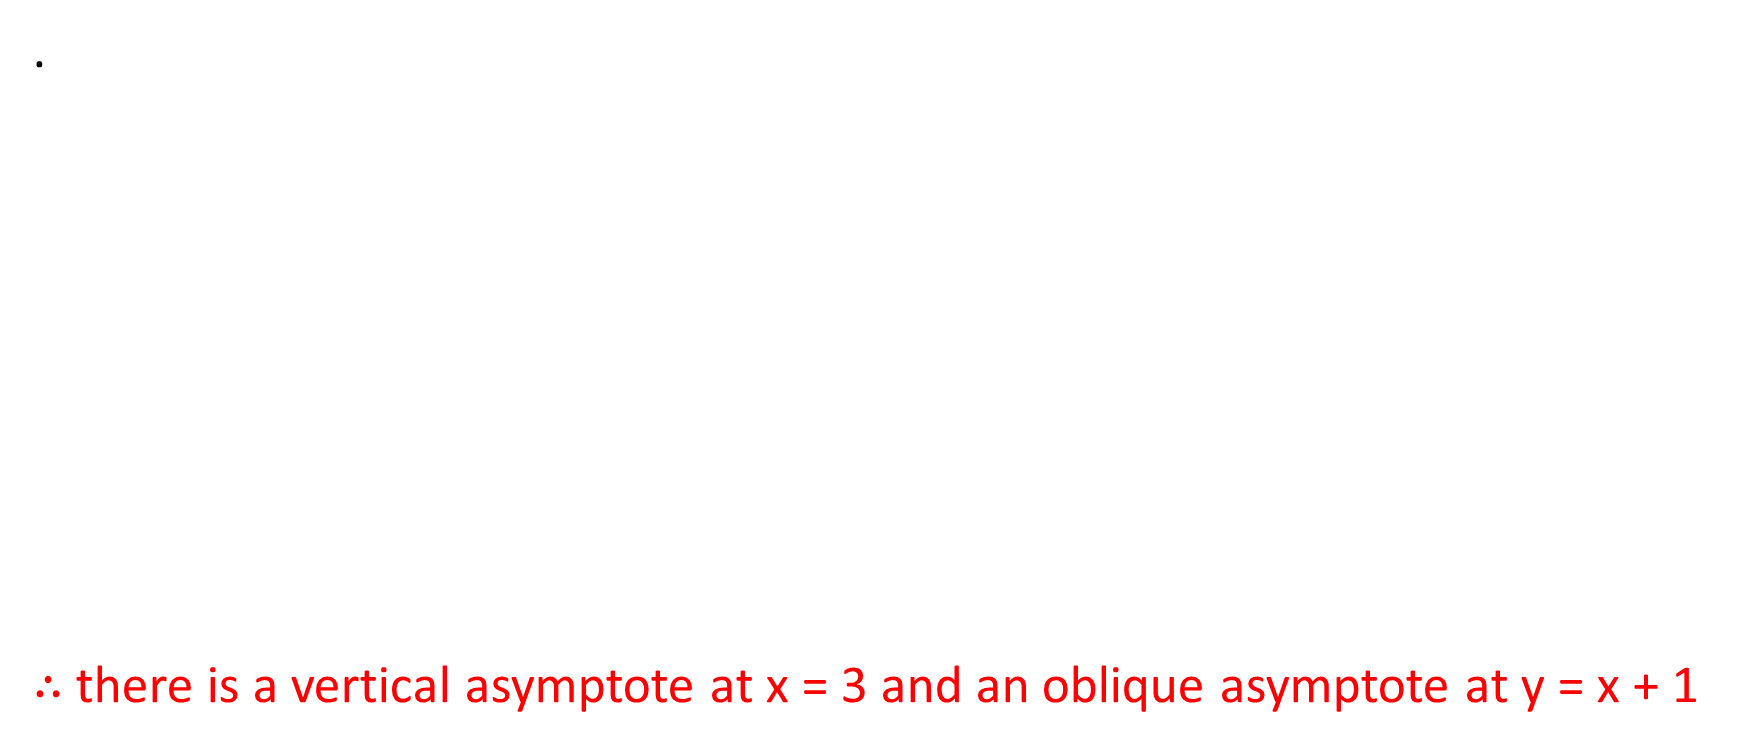 .
∴ there is a vertical asymptote at x = 3 and an oblique asymptote at y = x + 1